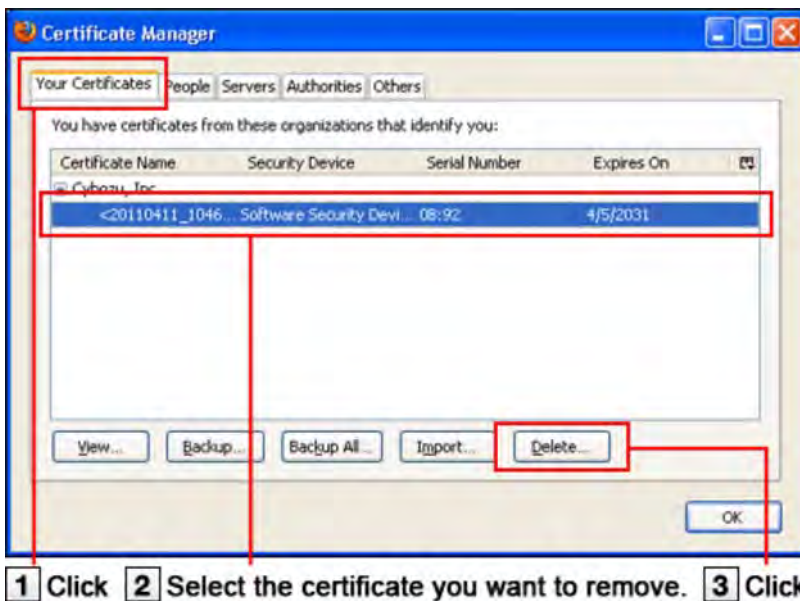 Certificate Manager
Your Certificates People Servers Authorities Others
You have certificates from these organizations that identify you:
Certificate Name Security Device Serial Number Expires On
Cybozu, Inc.
<20110411_1046... Software Security Devi... 08:92 4/5/2031
View... Backup... Backup All... Import... Delete...
OK
1 Click 2 Select the certificate you want to remove. 3 Click